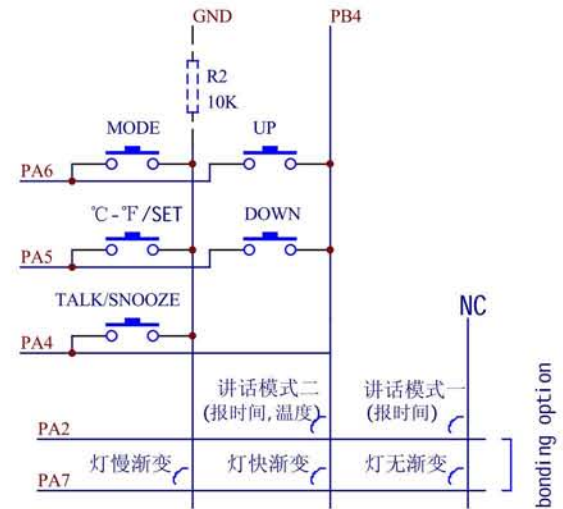 GND PB4
R2
10K
MODE UP
PA6
℃-℉/SET DOWN
PA5
TALK/SNOOZE
NC
PA4
讲话模式二 讲话模式一
(报时间,温度) (报时间)
PA2
灯慢渐变 灯快渐变 灯无渐变
PA7
bonding option